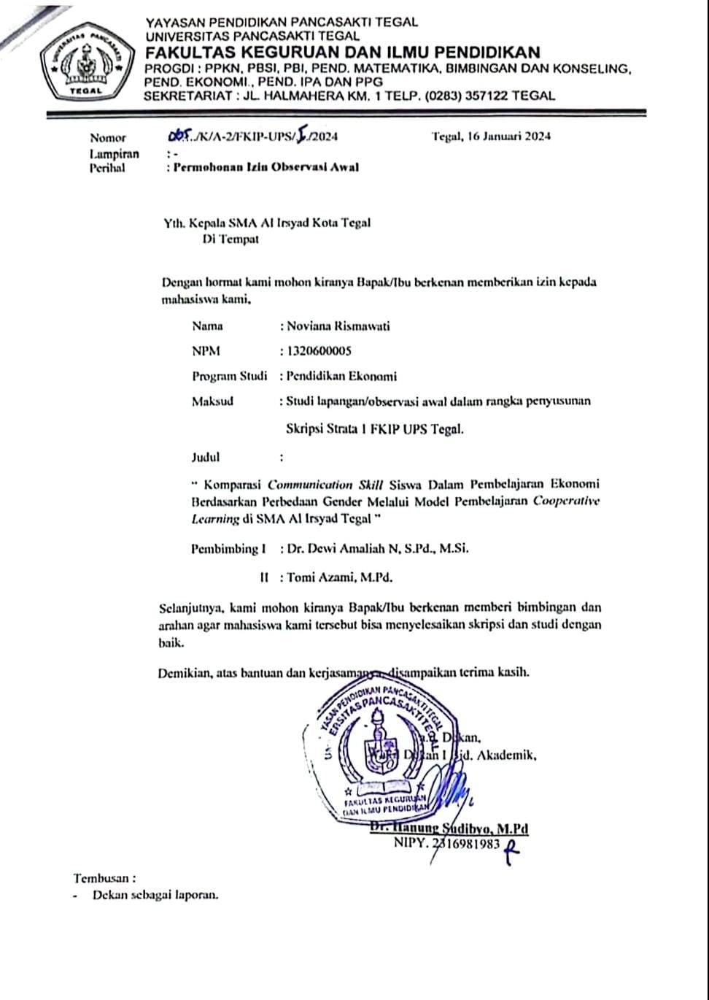 YAYASAN PENDIDIKAN PANCASAKTI TEGAL
UNIVERSITAS PANCASAKTI TEGAL
FAKULTAS KEGURUAN DAN ILMU PENDIDIKAN
PROGDI : PPKN, PBSI, PBI, PEND. MATEMATIKA, BIMBINGAN DAN KONSELING,
PEND. EKONOMI., PEND. IPA DAN PPG
SEKRETARIAT : JL. HALMAHERA KM. 1 TELP. (0283) 357122 TEGAL
UNIVERSITAS PANCASAKTI
TEGAL
Nomor /K/A-2/FKIP-UPS/ /2024 Tegal, 16 Januari 2024
Lampiran : -
Perihal : Permohonan Izin Observasi Awal
Yth. Kepala SMA Al Irsyad Kota Tegal
Di Tempat
Dengan hormat kami mohon kiranya Bapak/Ibu berkenan memberikan izin kepada
mahasiswa kami,
Nama : Noviana Rismawati
NPM : 1320600005
Program Studi : Pendidikan Ekonomi
Maksud : Studi lapangan/observasi awal dalam rangka penyusunan
Skripsi Strata 1 FKIP UPS Tegal.
Judul :
" Komparasi Communication Skill Siswa Dalam Pembelajaran Ekonomi
Berdasarkan Perbedaan Gender Melalui Model Pembelajaran Cooperative
Learning di SMA Al Irsyad Tegal "
Pembimbing I : Dr. Dewi Amaliah N, S.Pd., M.Si.
II : Tomi Azami, M.Pd.
Selanjutnya, kami mohon kiranya Bapak/Ibu berkenan memberi bimbingan dan
arahan agar mahasiswa kami tersebut bisa menyelesaikan skripsi dan studi dengan
baik.
Demikian, atas bantuan dan kerjasamanya, disampaikan terima kasih.
YASAN PENDIDIKAN PANCASAKTI TEGAL
ERSITAS PANCASAKTI TEGAL
a.n. Dekan,
Wakil Dekan I Bid. Akademik,
FAKULTAS KEGURUAN
DAN ILMU PENDIDIKAN
Dr. Hanung Sudibyo, M.Pd
NIPY. 2316981983
Tembusan :
- Dekan sebagai laporan.